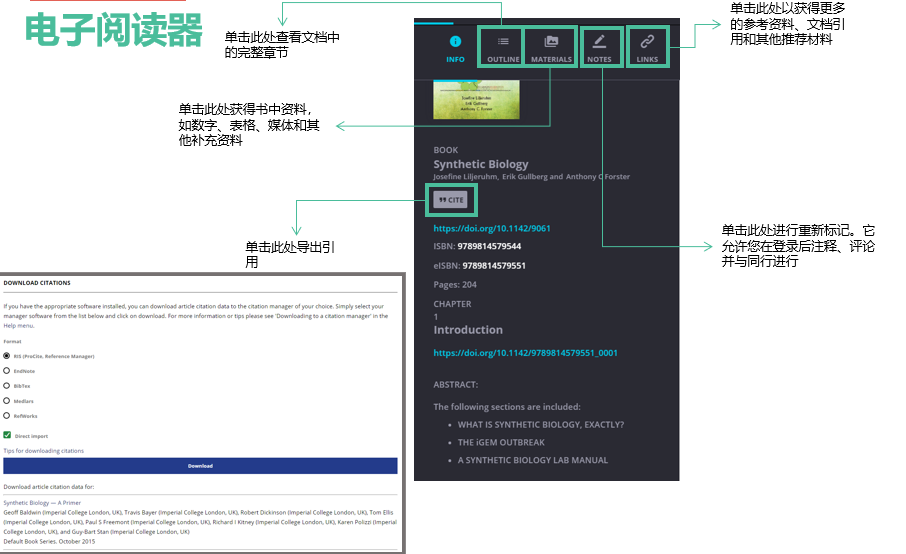 电子阅读器
单击此处查看文档中
的完整章节
单击此处以获得更多
的参考资料、文档引
用和其他推荐材料
INFO
OUTLINE
MATERIALS
NOTES
LINKS
单击此处获得书中资料，
如数字、表格、媒体和其
他补充资料
Josefine Liljeruhm
Erik Gullberg
Anthony C Forster
BOOK
Synthetic Biology
Josefine Liljeruhm, Erik Gullberg and Anthony C Forster
CITE
https://doi.org/10.1142/9061
ISBN: 9789814579544
eISBN: 9789814579551
Pages: 204
CHAPTER
1
Introduction
https://doi.org/10.1142/9789814579551_0001
ABSTRACT:
The following sections are included:
• WHAT IS SYNTHETIC BIOLOGY, EXACTLY?
• THE iGEM OUTBREAK
• A SYNTHETIC BIOLOGY LAB MANUAL
单击此处进行重新标记。它
允许您在登录后注释、评论
并与同行进行
单击此处导出引
用
DOWNLOAD CITATIONS
If you have the appropriate software installed, you can download article citation data to the citation manager of your choice. Simply select your
manager software from the list below and click on download. For more information or tips please see 'Downloading to a citation manager' in the
Help menu.
Format
RIS (ProCite, Reference Manager)
EndNote
BibTex
Medlars
RefWorks
Direct import
Tips for downloading citations
Download
Download article citation data for:
Synthetic Biology — A Primer
Geoff Baldwin (Imperial College London, UK), Travis Bayer (Imperial College London, UK), Robert Dickinson (Imperial College London, UK), Tom Ellis
(Imperial College London, UK), Paul S Freemont (Imperial College London, UK), Richard I Kitney (Imperial College London, UK), Karen Polizzi (Imperial
College London, UK), and Guy-Bart Stan (Imperial College London, UK)
Default Book Series. October 2015